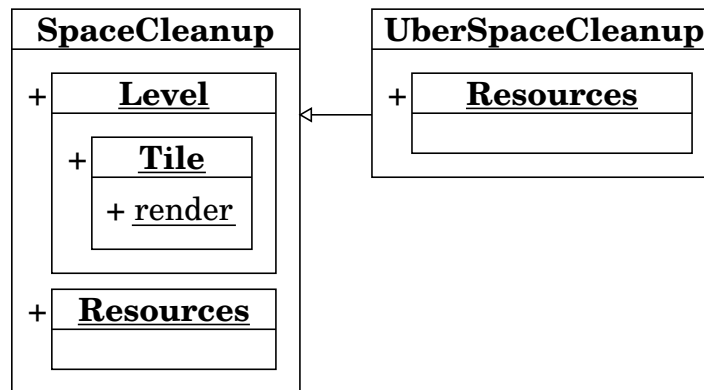 SpaceCleanup
+ Level
+ Tile
+ render
+ Resources
UberSpaceCleanup
+ Resources